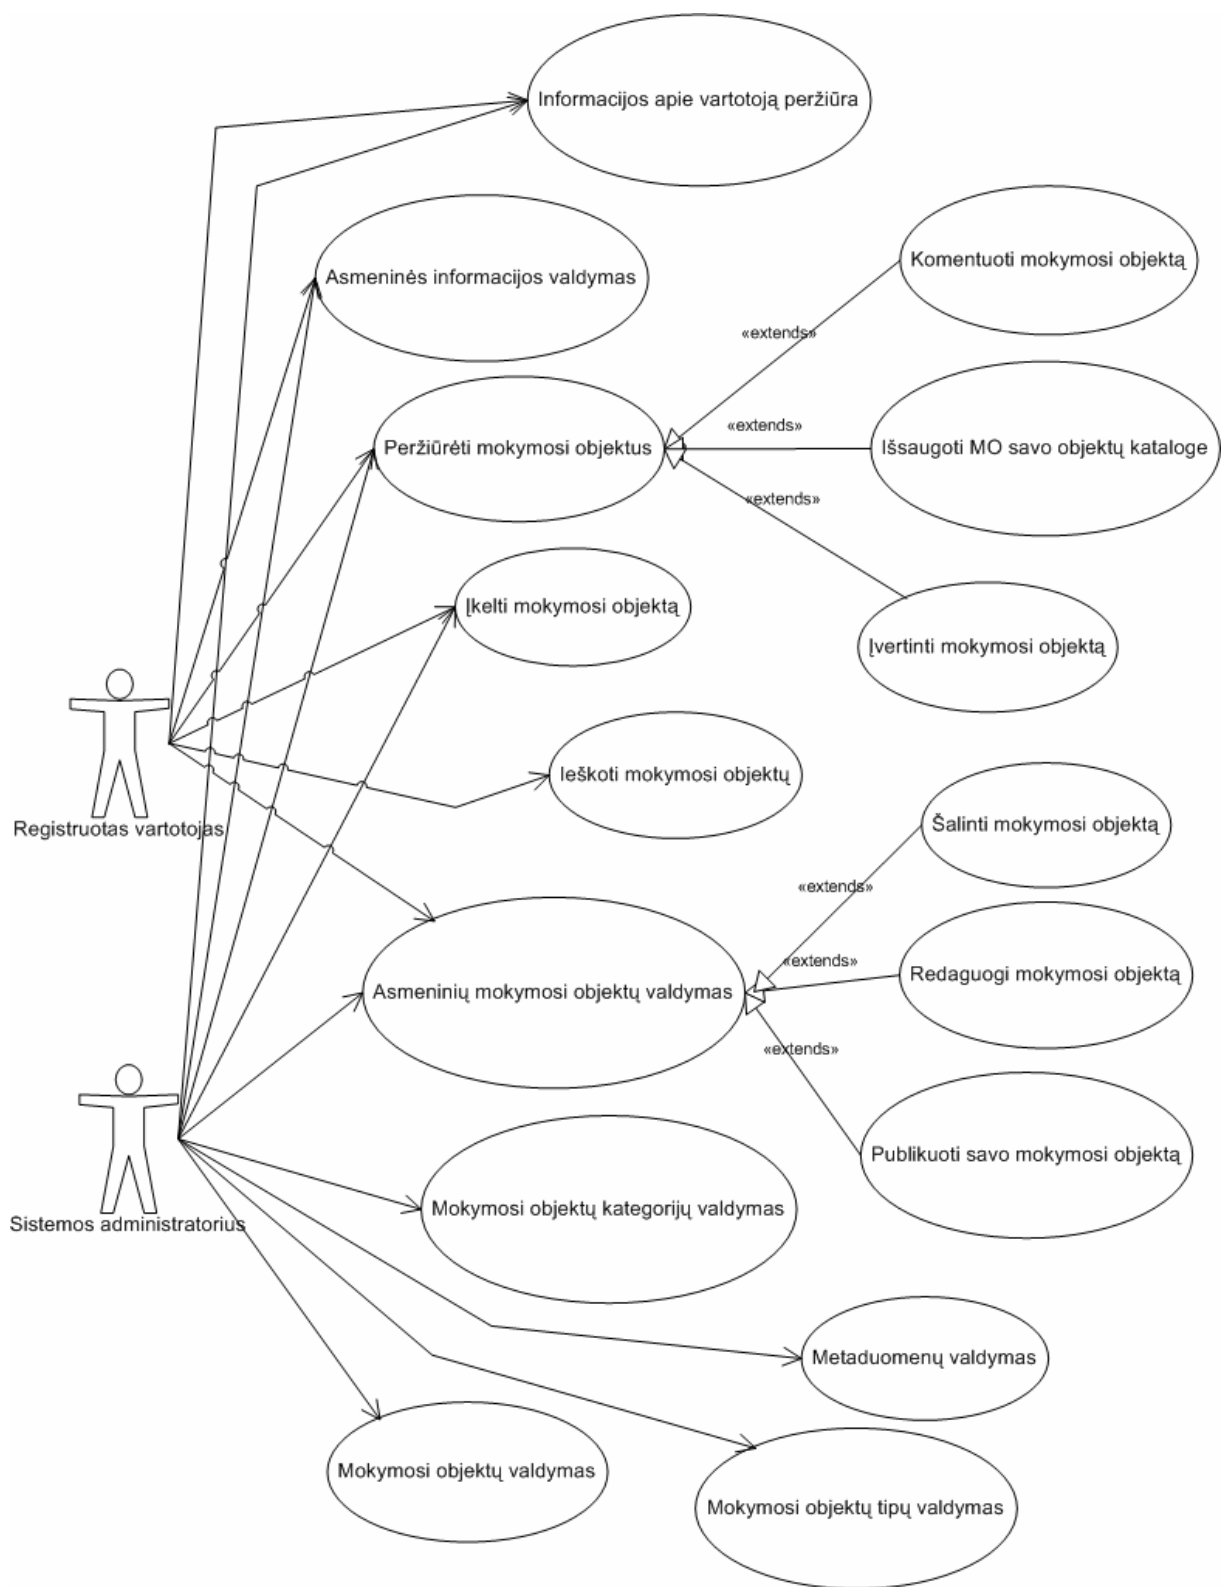 Informacijos apie vartotoją peržiūra
Komentuoti mokymosi objektą
Asmeninės informacijos valdymas
«extends»
«extends»
Peržiūrėti mokymosi objektus
Išsaugoti MO savo objektų kataloge
«extends»
Įkelti mokymosi objektą
Įvertinti mokymosi objektą
Ieškoti mokymosi objektų
Registruotas vartotojas
Šalinti mokymosi objektą
«extends»
«extends»
Redaguogi mokymosi objektą
Asmeninių mokymosi objektų valdymas
«extends»
Publikuoti savo mokymosi objektą
Mokymosi objektų kategorijų valdymas
Sistemos administratorius
Metaduomenų valdymas
Mokymosi objektų valdymas
Mokymosi objektų tipų valdymas